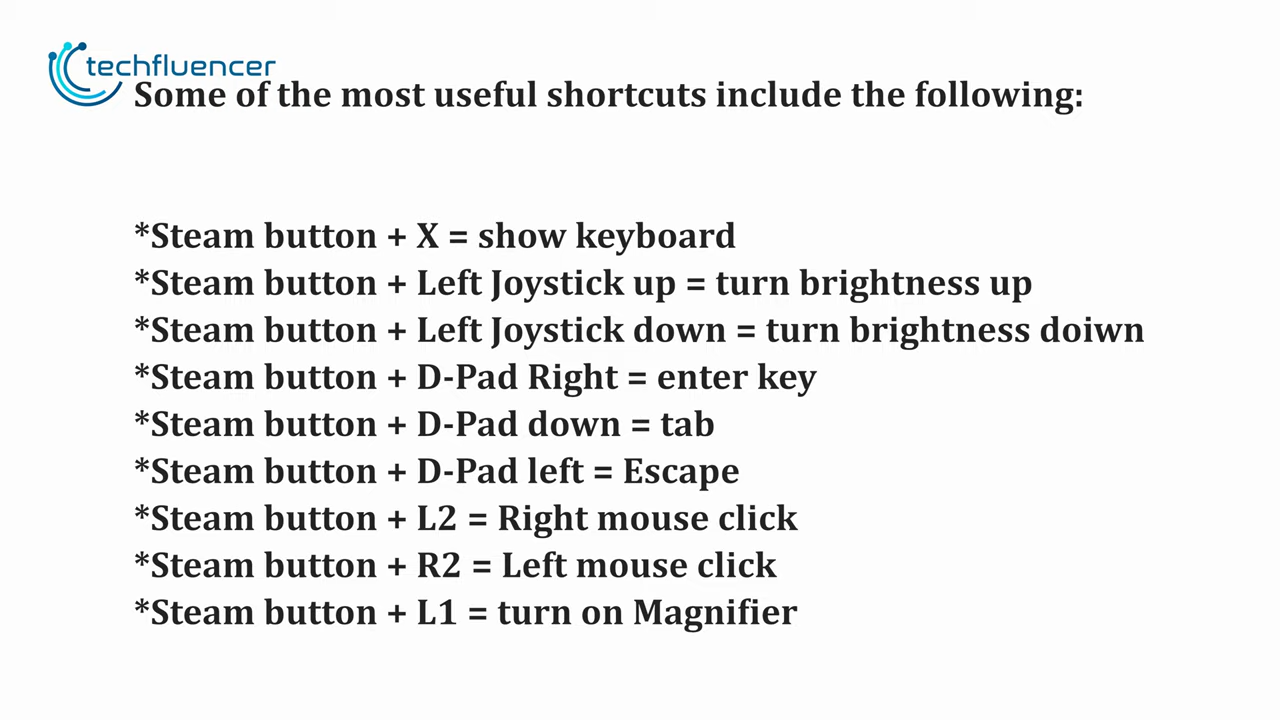 techfluencer
Some of the most useful shortcuts include the following:
*Steam button + X = show keyboard
*Steam button + Left Joystick up = turn brightness up
*Steam button + Left Joystick down = turn brightness doiwn
*Steam button + D-Pad Right = enter key
*Steam button + D-Pad down = tab
*Steam button + D-Pad left = Escape
*Steam button + L2 = Right mouse click
*Steam button + R2 = Left mouse click
*Steam button + L1 = turn on Magnifier